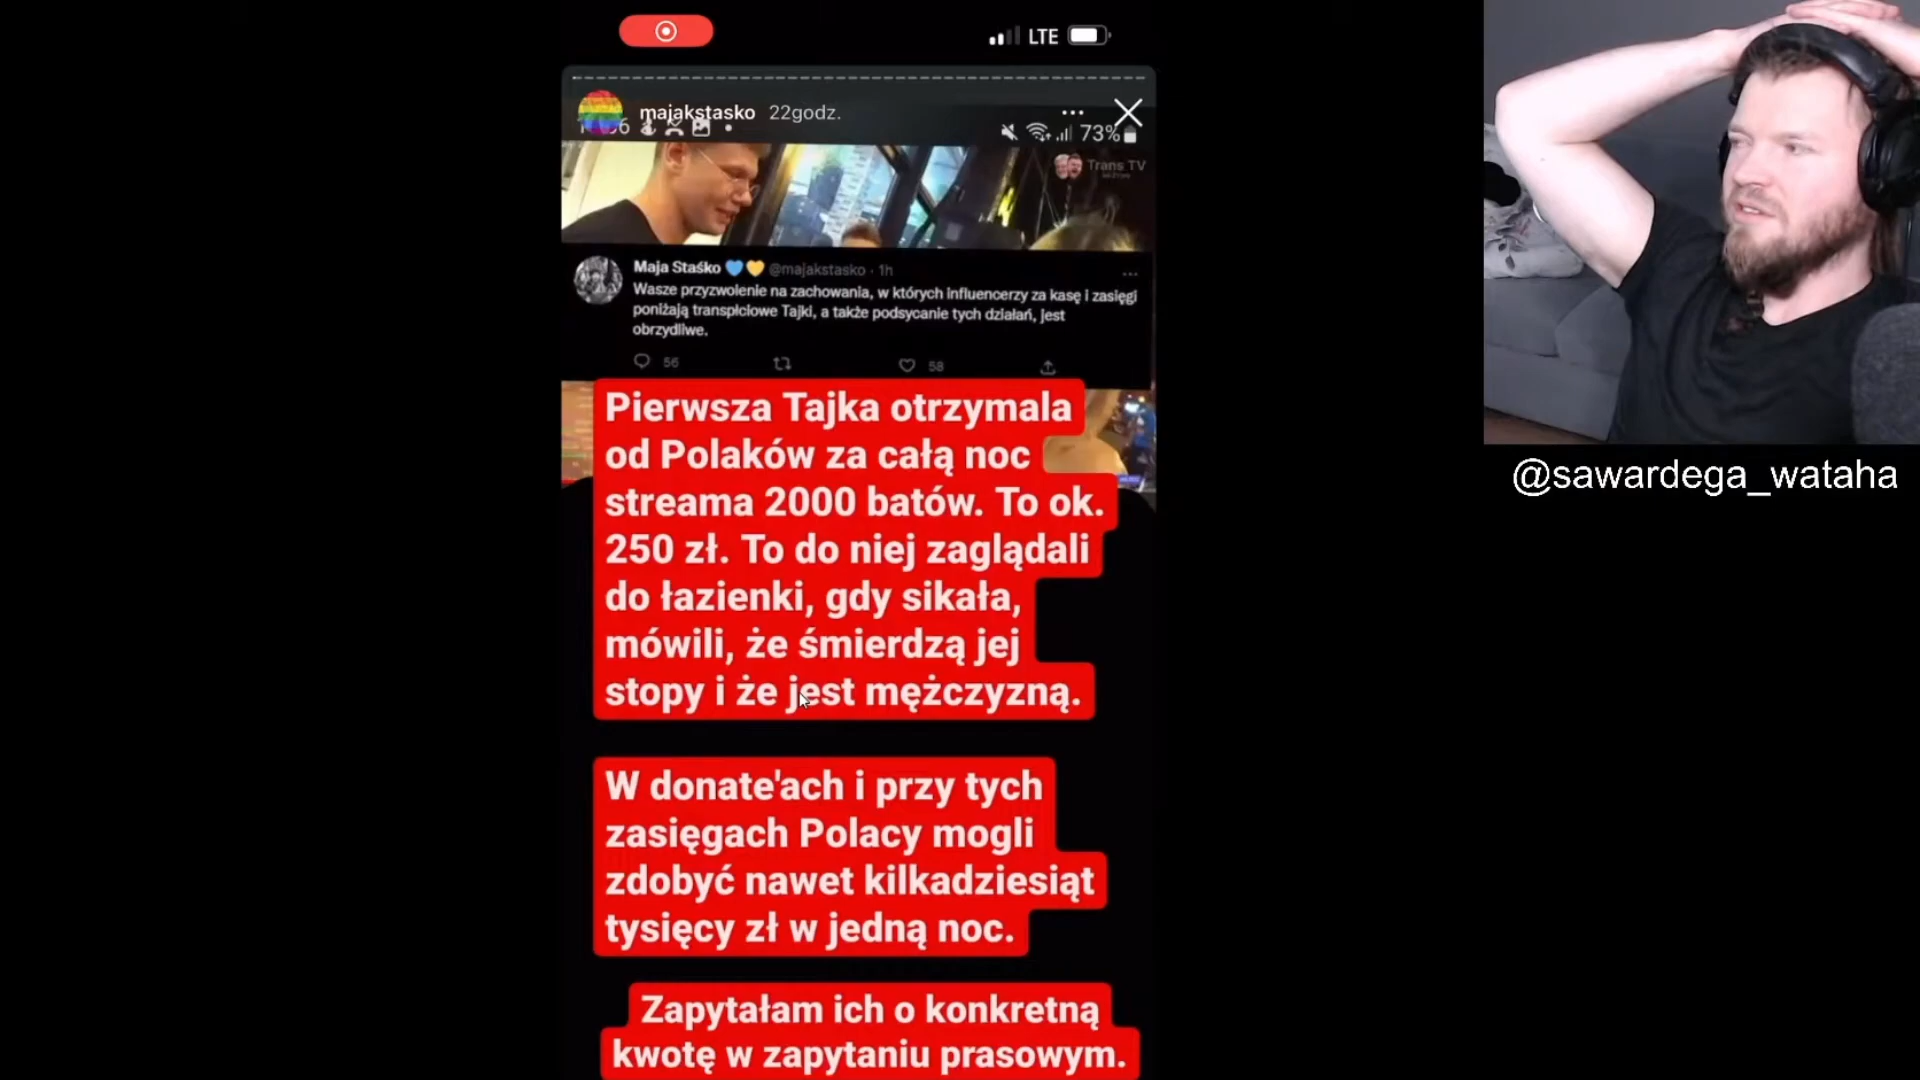 LTE
majakstasko 22godz.
73%
Trans TV
Maja Staśko 💙💛 @majakstasko · 1h
Wasze przyzwolenie na zachowania, w których influencerzy za kasę i zasięgi
poniżają transpłciowe Tajki, a także podsycanie tych działań, jest
obrzydliwe.
56 58
Pierwsza Tajka otrzymala
od Polaków za całą noc
streama 2000 batów. To ok.
250 zł. To do niej zaglądali
do łazienki, gdy sikała,
mówili, że śmierdzą jej
stopy i że jest mężczyzną.
W donate'ach i przy tych
zasięgach Polacy mogli
zdobyć nawet kilkadziesiąt
tysięcy zł w jedną noc.
Zapytałam ich o konkretną
kwotę w zapytaniu prasowym.
@sawardega_wataha